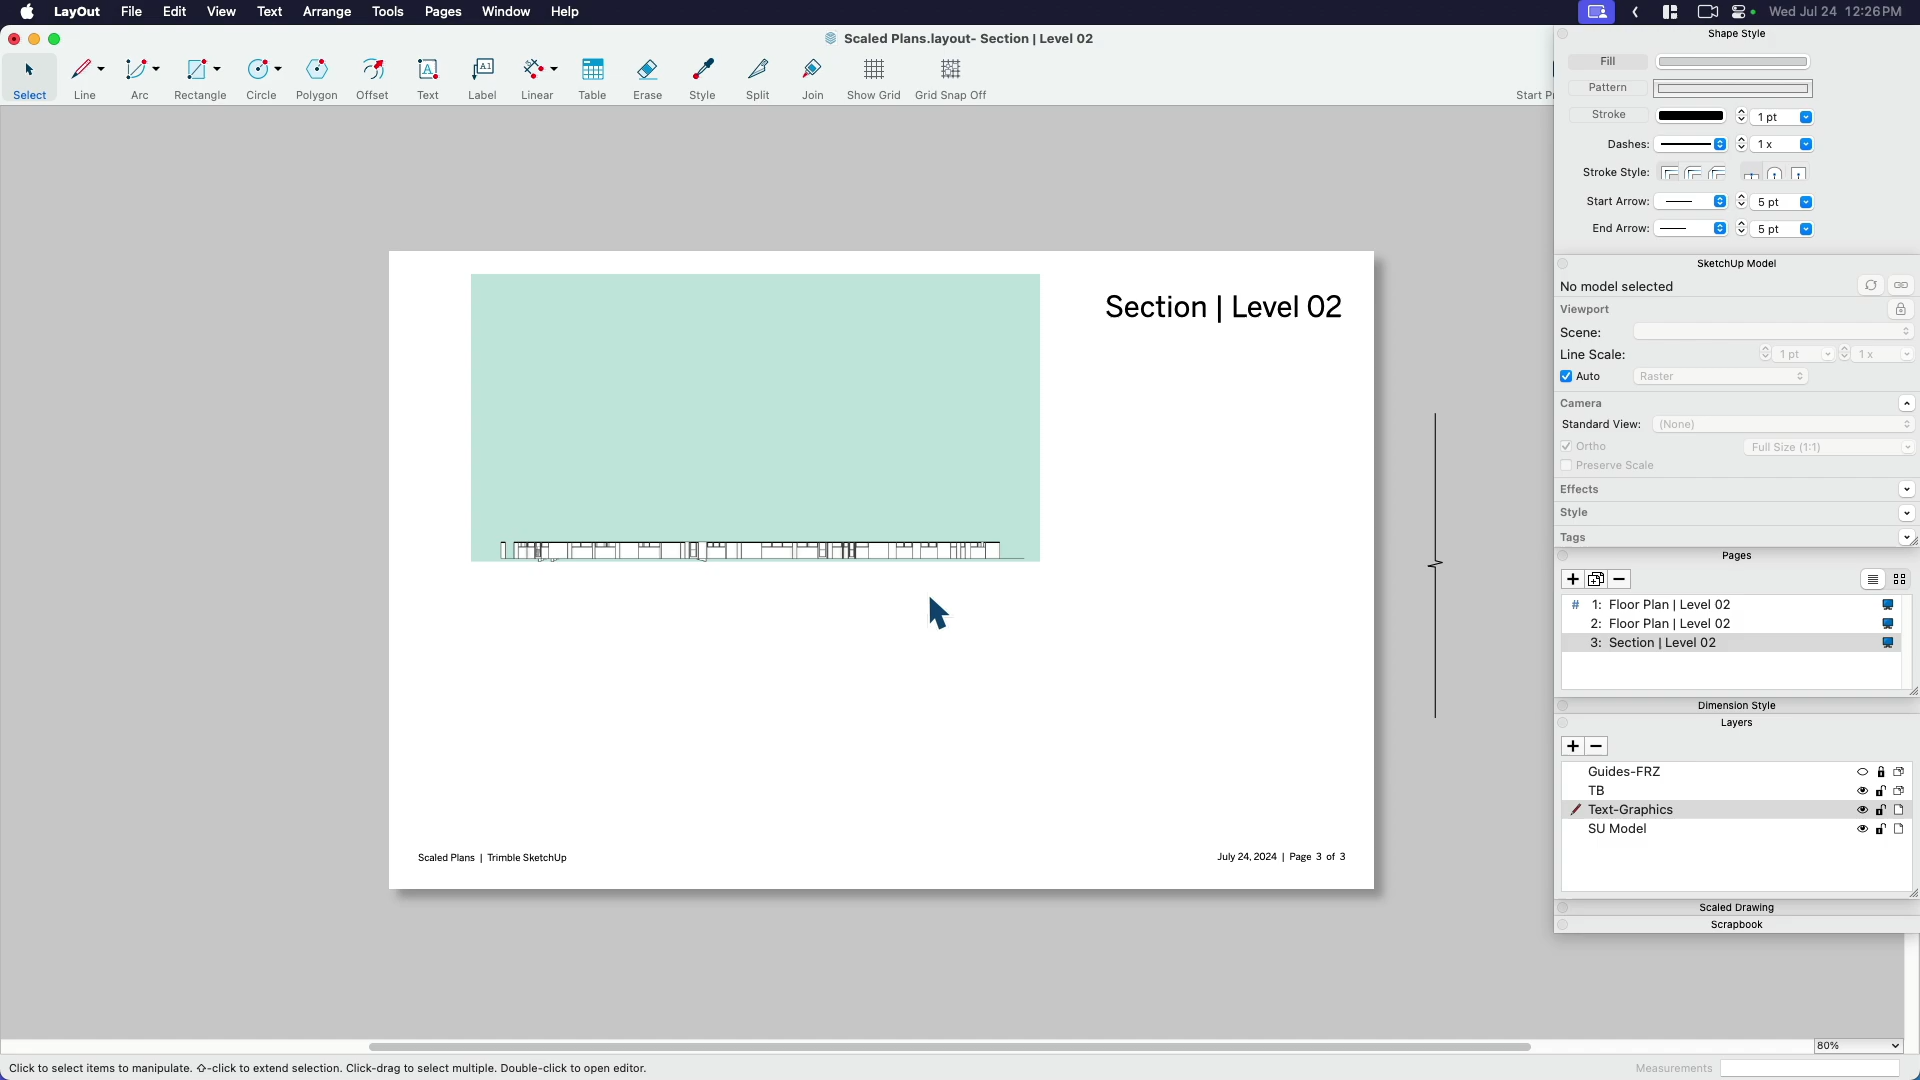 LayOut File Edit View Text Arrange Tools Pages Window Help
Wed Jul 24 12:26PM
Scaled Plans.layout- Section | Level 02
Select Line Arc Rectangle Circle Polygon Offset Text Label Linear Table Erase Style Split Join Show Grid Grid Snap Off
Start P
Shape Style
Fill
Pattern
Stroke 1 pt
Dashes: 1 x
Stroke Style:
Start Arrow: 5 pt
End Arrow: 5 pt
SketchUp Model
No model selected
Viewport
Scene:
Line Scale: 1 pt 1 x
Auto Raster
Camera
Standard View: (None)
Ortho Full Size (1:1)
Preserve Scale
Effects
Style
Tags
Pages
# 1: Floor Plan | Level 02
2: Floor Plan | Level 02
3: Section | Level 02
Dimension Style
Layers
Guides-FRZ
TB
Text-Graphics
SU Model
Scaled Drawing
Scrapbook
Section | Level 02
Scaled Plans | Trimble SketchUp
July 24, 2024 | Page 3 of 3
80%
Click to select items to manipulate. ⇧-click to extend selection. Click-drag to select multiple. Double-click to open editor.
Measurements